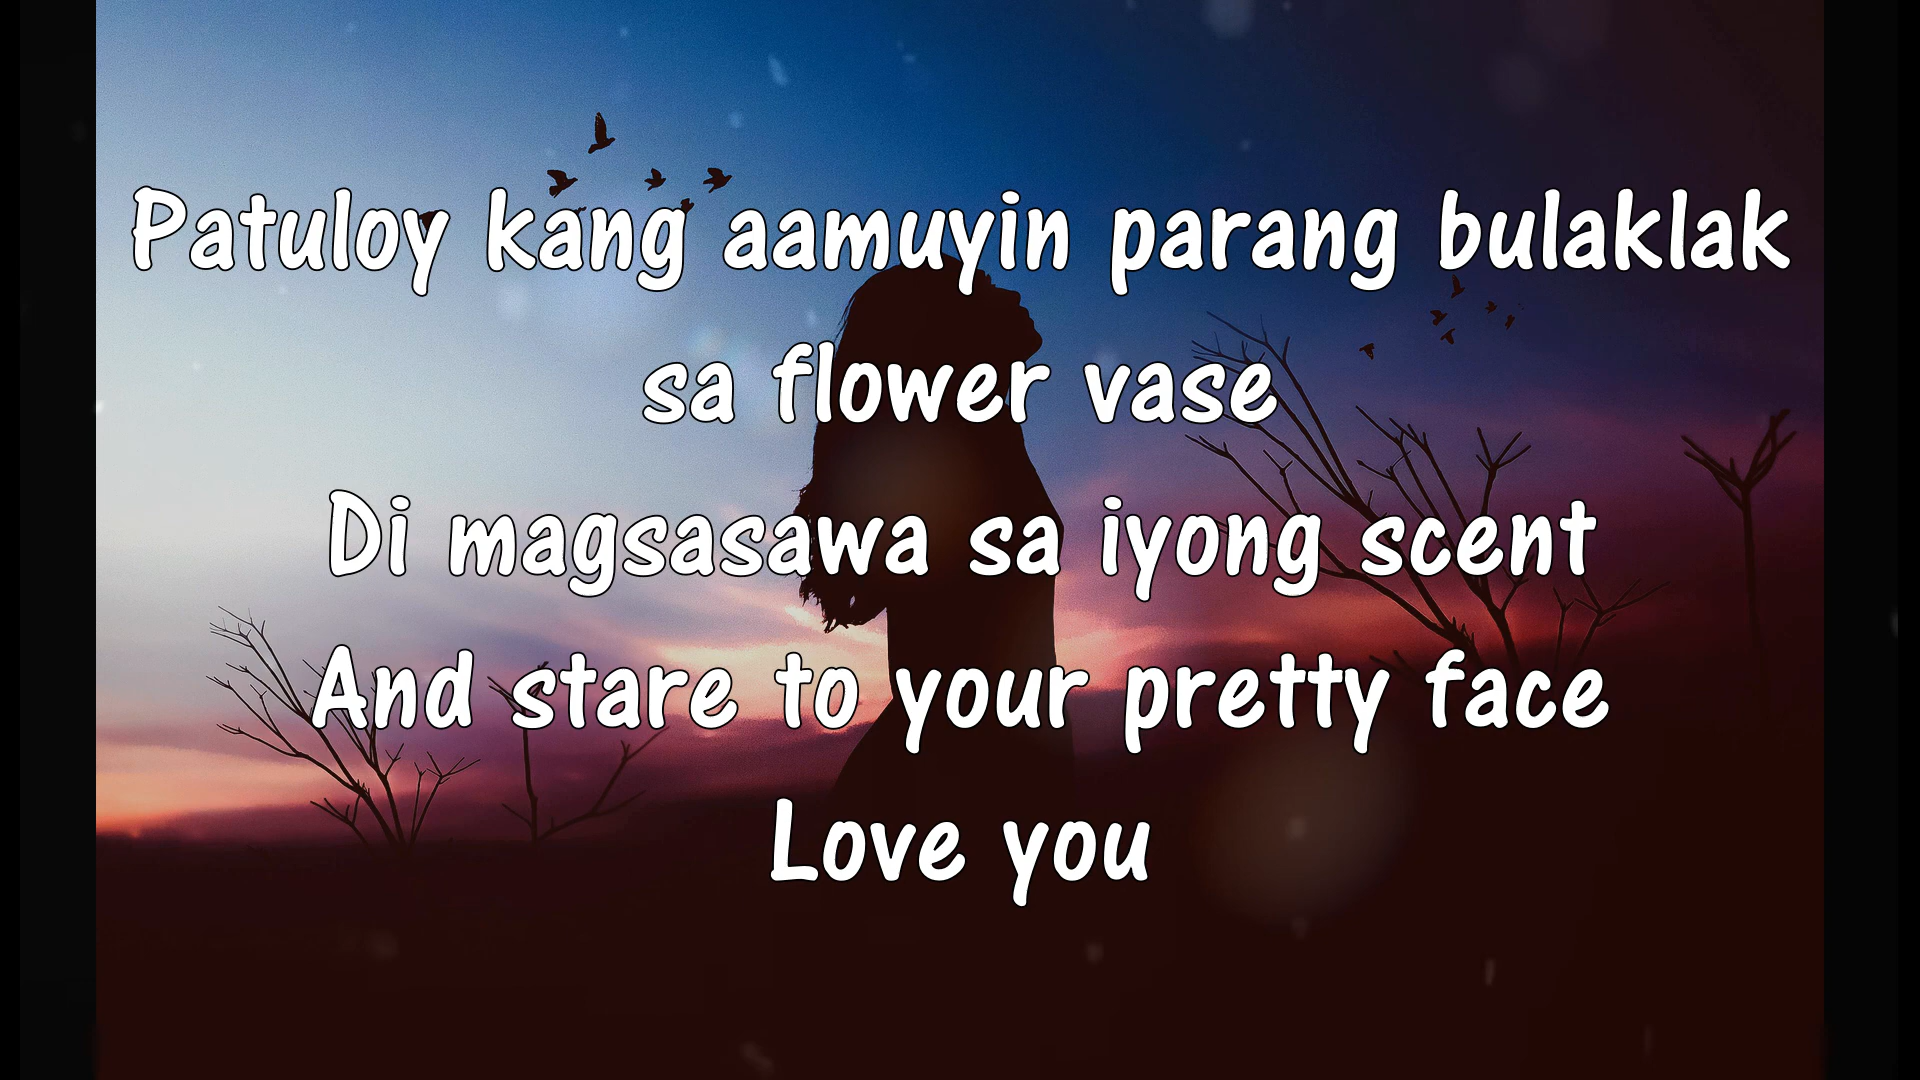 Patuloy kang aamuyin parang bulaklak
sa flower vase
Di magsasawa sa iyong scent
And stare to your pretty face
Love you